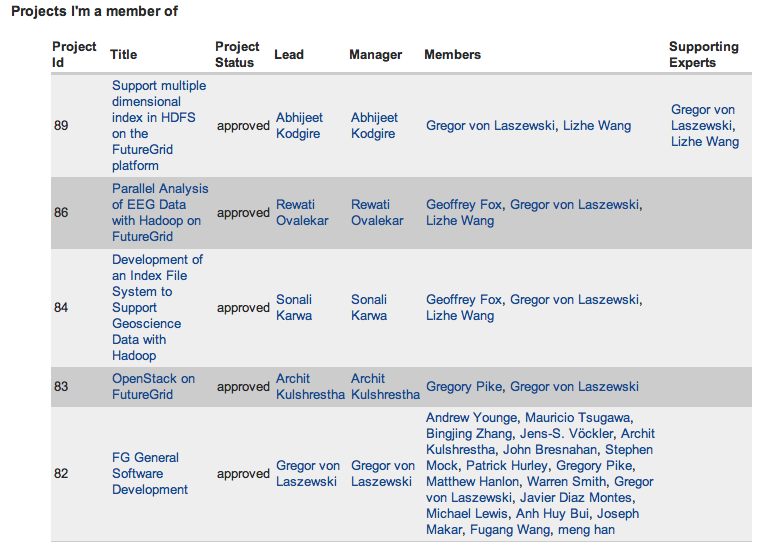 Projects I'm a member of
Project Id Title Project Status Lead Manager Members Supporting Experts
89
Support multiple
dimensional
index in HDFS
on the
FutureGrid
platform
approved
Abhijeet
Kodgire
Abhijeet
Kodgire
Gregor von Laszewski, Lizhe Wang
Gregor von
Laszewski,
Lizhe Wang
86
Parallel Analysis
of EEG Data
with Hadoop on
FutureGrid
approved
Rewati
Ovalekar
Rewati
Ovalekar
Geoffrey Fox, Gregor von Laszewski,
Lizhe Wang
84
Development of
an Index File
System to
Support
Geoscience
Data with
Hadoop
approved
Sonali
Karwa
Sonali
Karwa
Geoffrey Fox, Gregor von Laszewski,
Lizhe Wang
83
OpenStack on
FutureGrid
approved
Archit
Kulshrestha
Archit
Kulshrestha
Gregory Pike, Gregor von Laszewski
82
FG General
Software
Development
approved
Gregor von
Laszewski
Gregor von
Laszewski
Andrew Younge, Mauricio Tsugawa,
Bingjing Zhang, Jens-S. Vöckler, Archit
Kulshrestha, John Bresnahan, Stephen
Mock, Patrick Hurley, Gregory Pike,
Matthew Hanlon, Warren Smith, Gregor
von Laszewski, Javier Diaz Montes,
Michael Lewis, Anh Huy Bui, Joseph
Makar, Fugang Wang, meng han